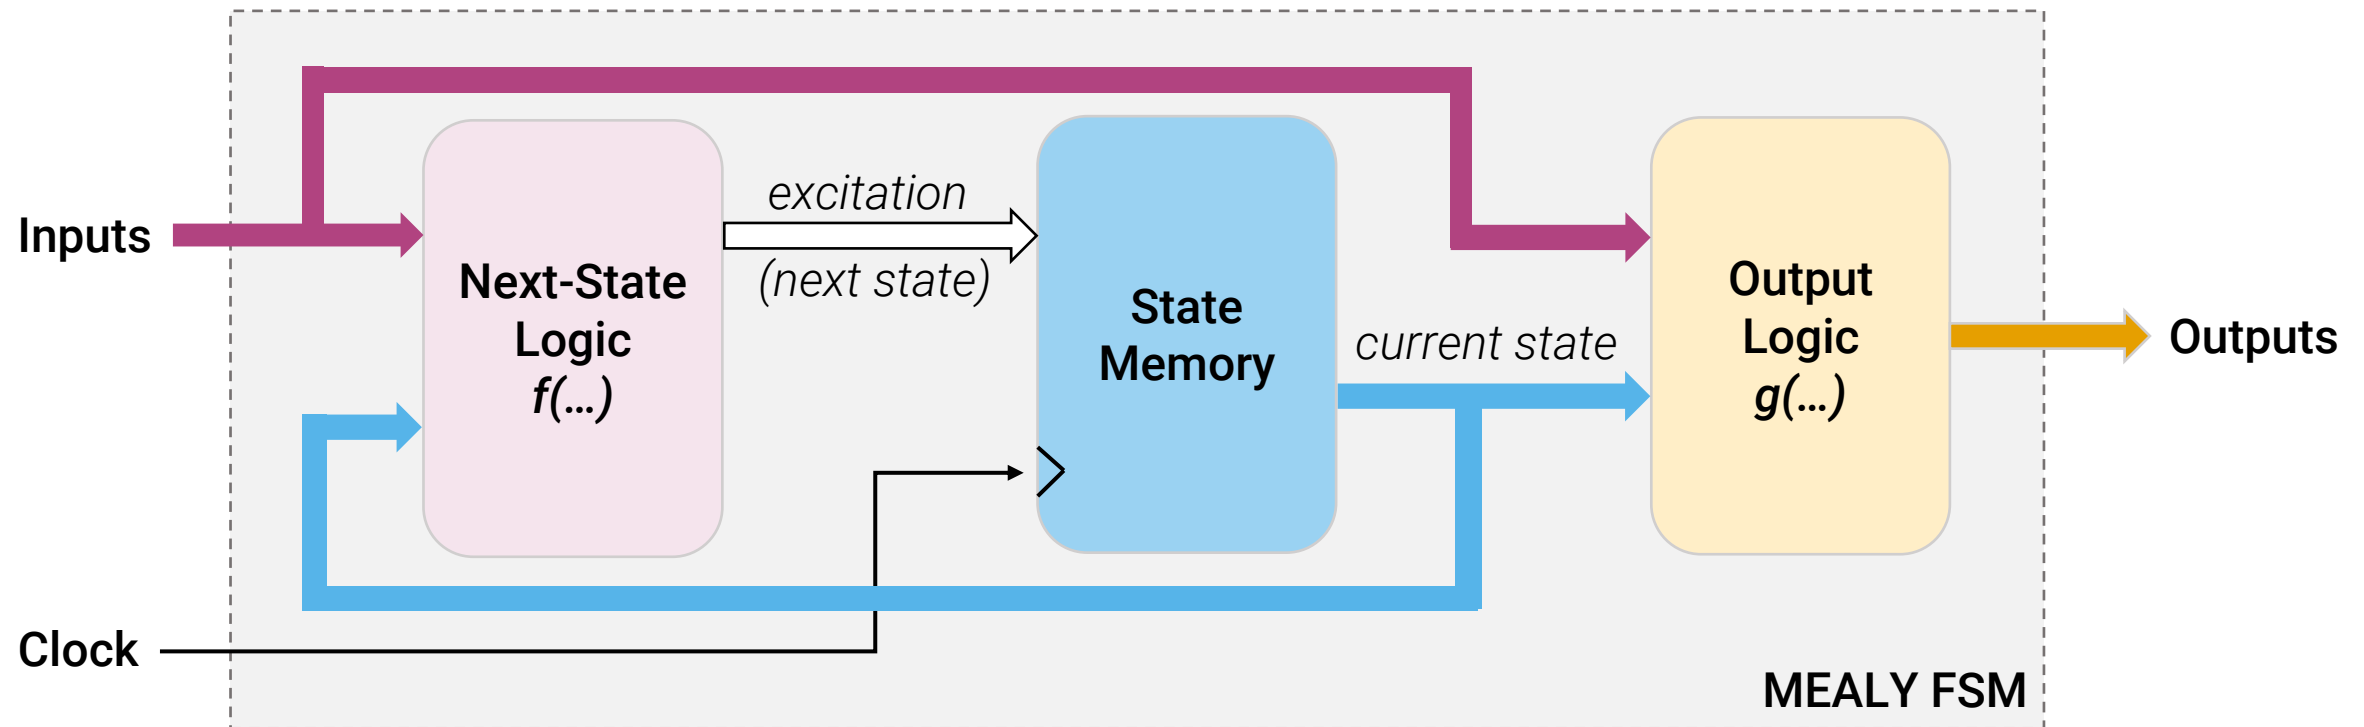 Inputs
Next-State
Logic
f(...)
excitation
(next state)
State
Memory
current state
Output
Logic
g(...)
Outputs
Clock
MEALY FSM